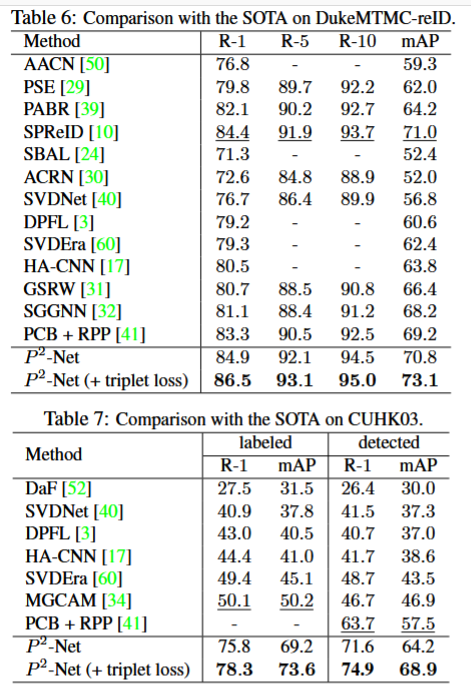 Table 6: Comparison with the SOTA on DukeMTMC-reID.
Method R-1 R-5 R-10 mAP
AACN [50] 76.8 - - 59.3
PSE [29] 79.8 89.7 92.2 62.0
PABR [39] 82.1 90.2 92.7 64.2
SPReID [10] 84.4 91.9 93.7 71.0
SBAL [24] 71.3 - - 52.4
ACRN [30] 72.6 84.8 88.9 52.0
SVDNet [40] 76.7 86.4 89.9 56.8
DPFL [3] 79.2 - - 60.6
SVDEra [60] 79.3 - - 62.4
HA-CNN [17] 80.5 - - 63.8
GSRW [31] 80.7 88.5 90.8 66.4
SGGNN [32] 81.1 88.4 91.2 68.2
PCB + RPP [41] 83.3 90.5 92.5 69.2
P²-Net 84.9 92.1 94.5 70.8
P²-Net (+ triplet loss) 86.5 93.1 95.0 73.1
Table 7: Comparison with the SOTA on CUHK03.
Method labeled detected
R-1 mAP R-1 mAP
DaF [52] 27.5 31.5 26.4 30.0
SVDNet [40] 40.9 37.8 41.5 37.3
DPFL [3] 43.0 40.5 40.7 37.0
HA-CNN [17] 44.4 41.0 41.7 38.6
SVDEra [60] 49.4 45.1 48.7 43.5
MGCAM [34] 50.1 50.2 46.7 46.9
PCB + RPP [41] - - 63.7 57.5
P²-Net 75.8 69.2 71.6 64.2
P²-Net (+ triplet loss) 78.3 73.6 74.9 68.9